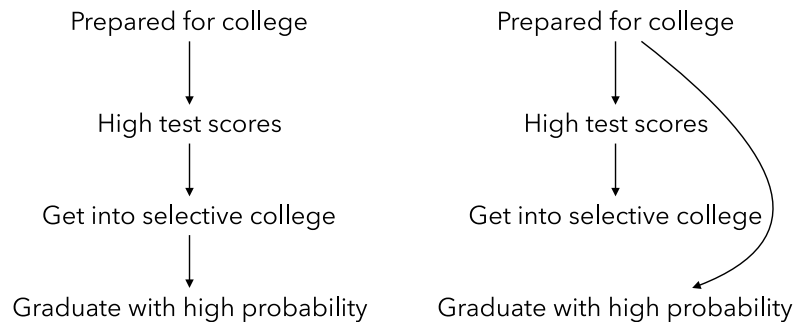 Prepared for college
High test scores
Get into selective college
Graduate with high probability
Prepared for college
High test scores
Get into selective college
Graduate with high probability